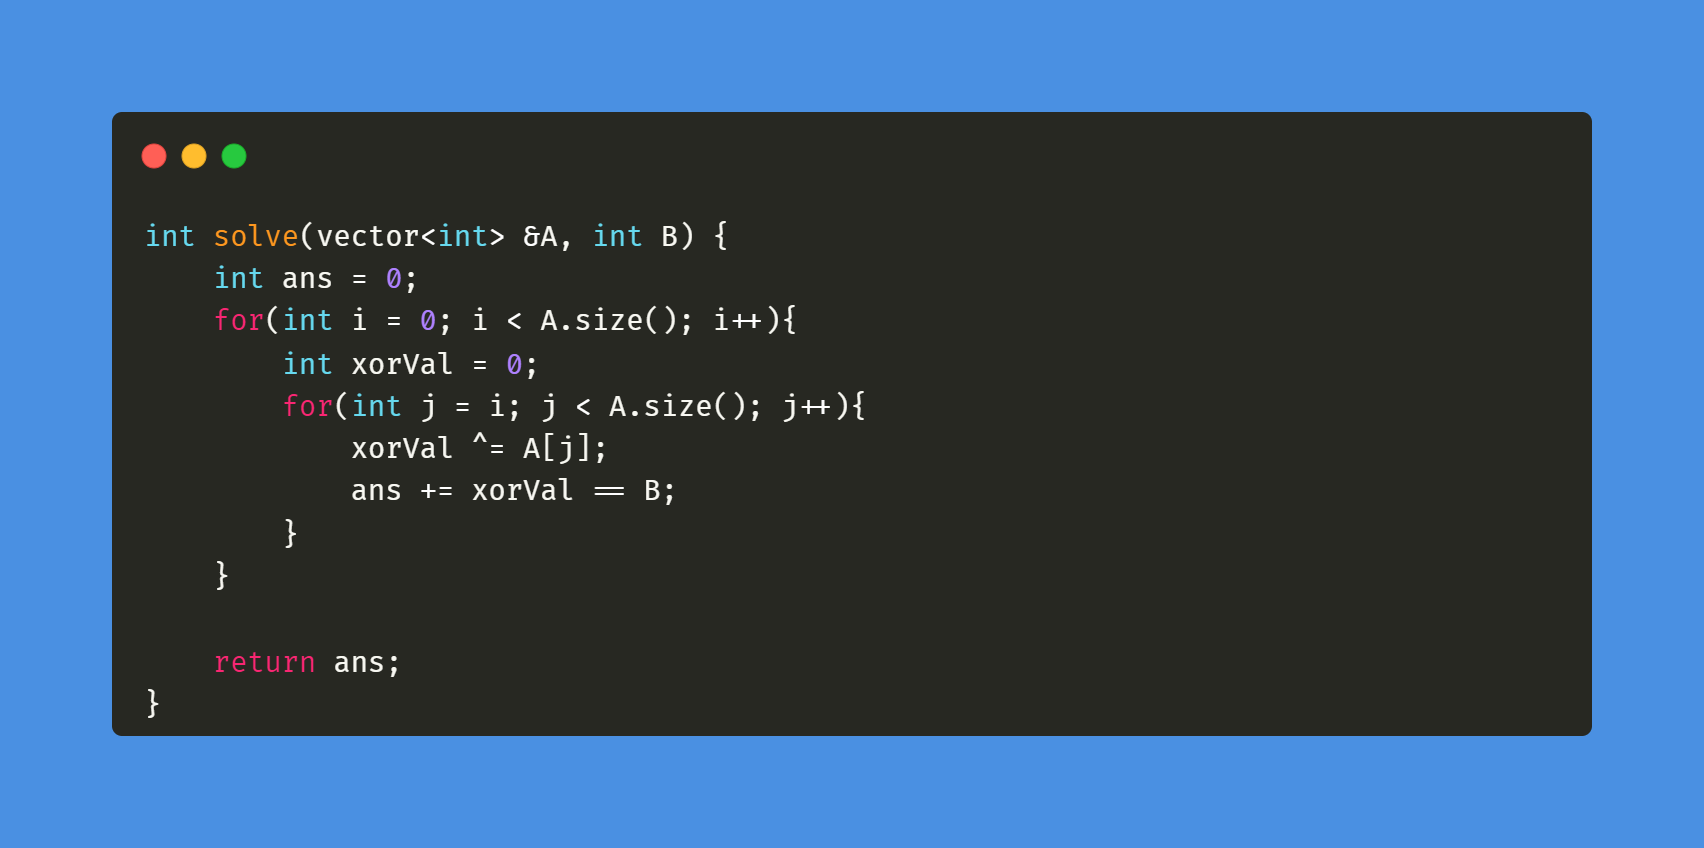 int solve(vector<int> &A, int B) {
    int ans = 0;
    for(int i = 0; i < A.size(); i++){
        int xorVal = 0;
        for(int j = i; j < A.size(); j++){
            xorVal ^= A[j];
            ans += xorVal == B;
        }
    }

    return ans;
}